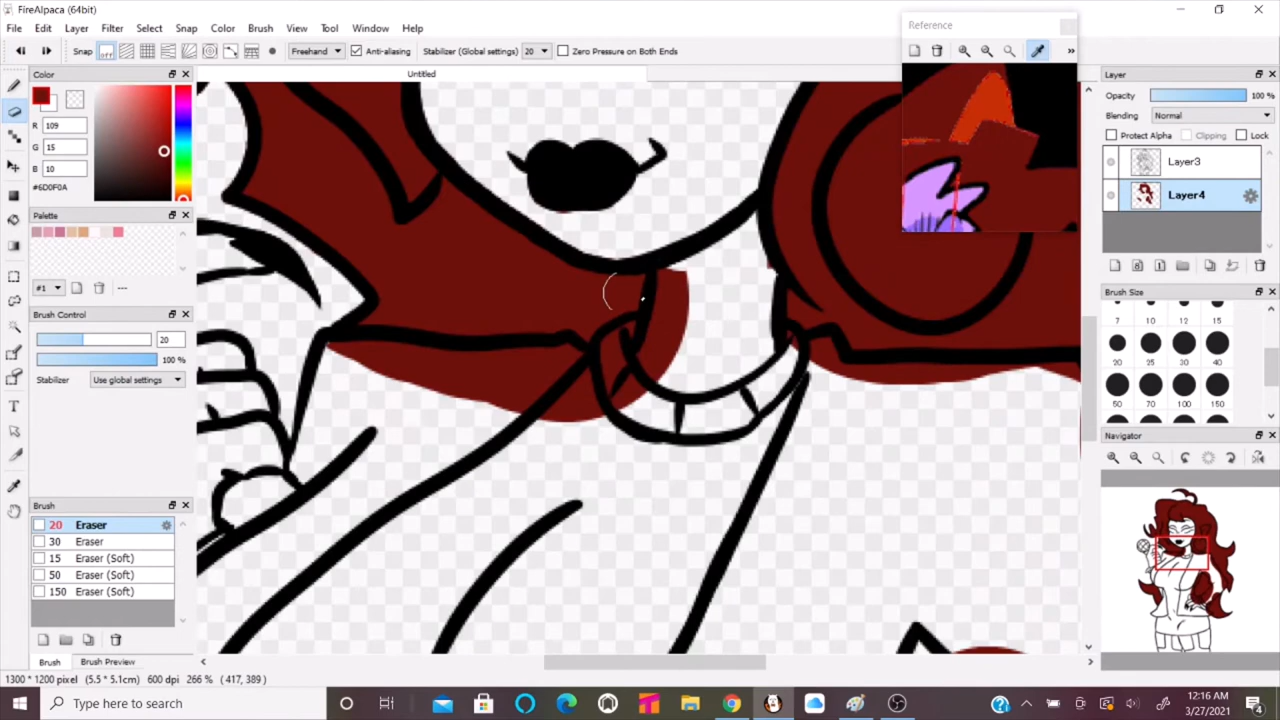 FireAlpaca (64bit)
File Edit Layer Filter Select Snap Color Brush View Tool Window Help
Snap off Freehand Anti-aliasing Stabilizer (Global settings) 20 Zero Pressure on Both Ends
Untitled
Color
R 109
G 15
B 10
#6D0F0A
Palette
#1
Brush Control
20
100 %
Stabilizer Use global settings
Brush
20 Eraser
30 Eraser
15 Eraser (Soft)
50 Eraser (Soft)
150 Eraser (Soft)
Brush Brush Preview
1300 * 1200 pixel (5.5 * 5.1cm) 600 dpi 266 % ( 417, 389 )
Reference
Layer
Opacity 100 %
Blending Normal
Protect Alpha Clipping Lock
Layer3
Layer4
Brush Size
7 10 12 15
20 25 30 40
50 70 100 150
Navigator
Type here to search
12:16 AM
3/27/2021
4